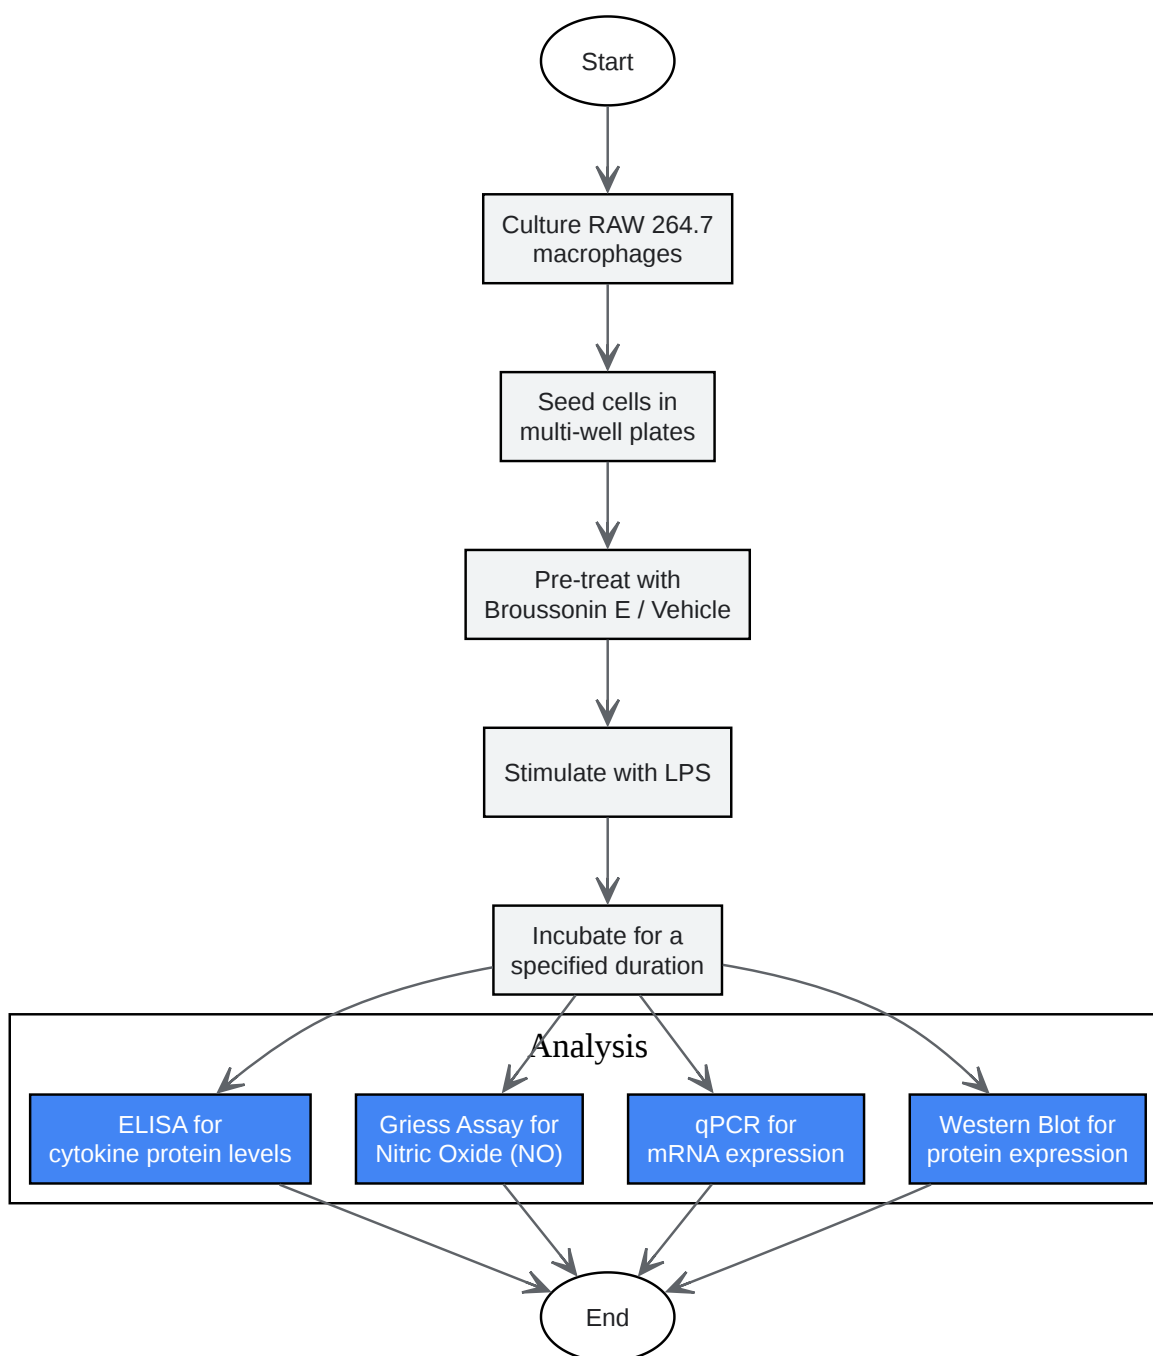 Start
Culture RAW 264.7
macrophages
Seed cells in
multi-well plates
Pre-treat with
Broussonin E / Vehicle
Stimulate with LPS
Incubate for a
specified duration
Analysis
ELISA for
cytokine protein levels
Griess Assay for
Nitric Oxide (NO)
qPCR for
mRNA expression
Western Blot for
protein expression
End